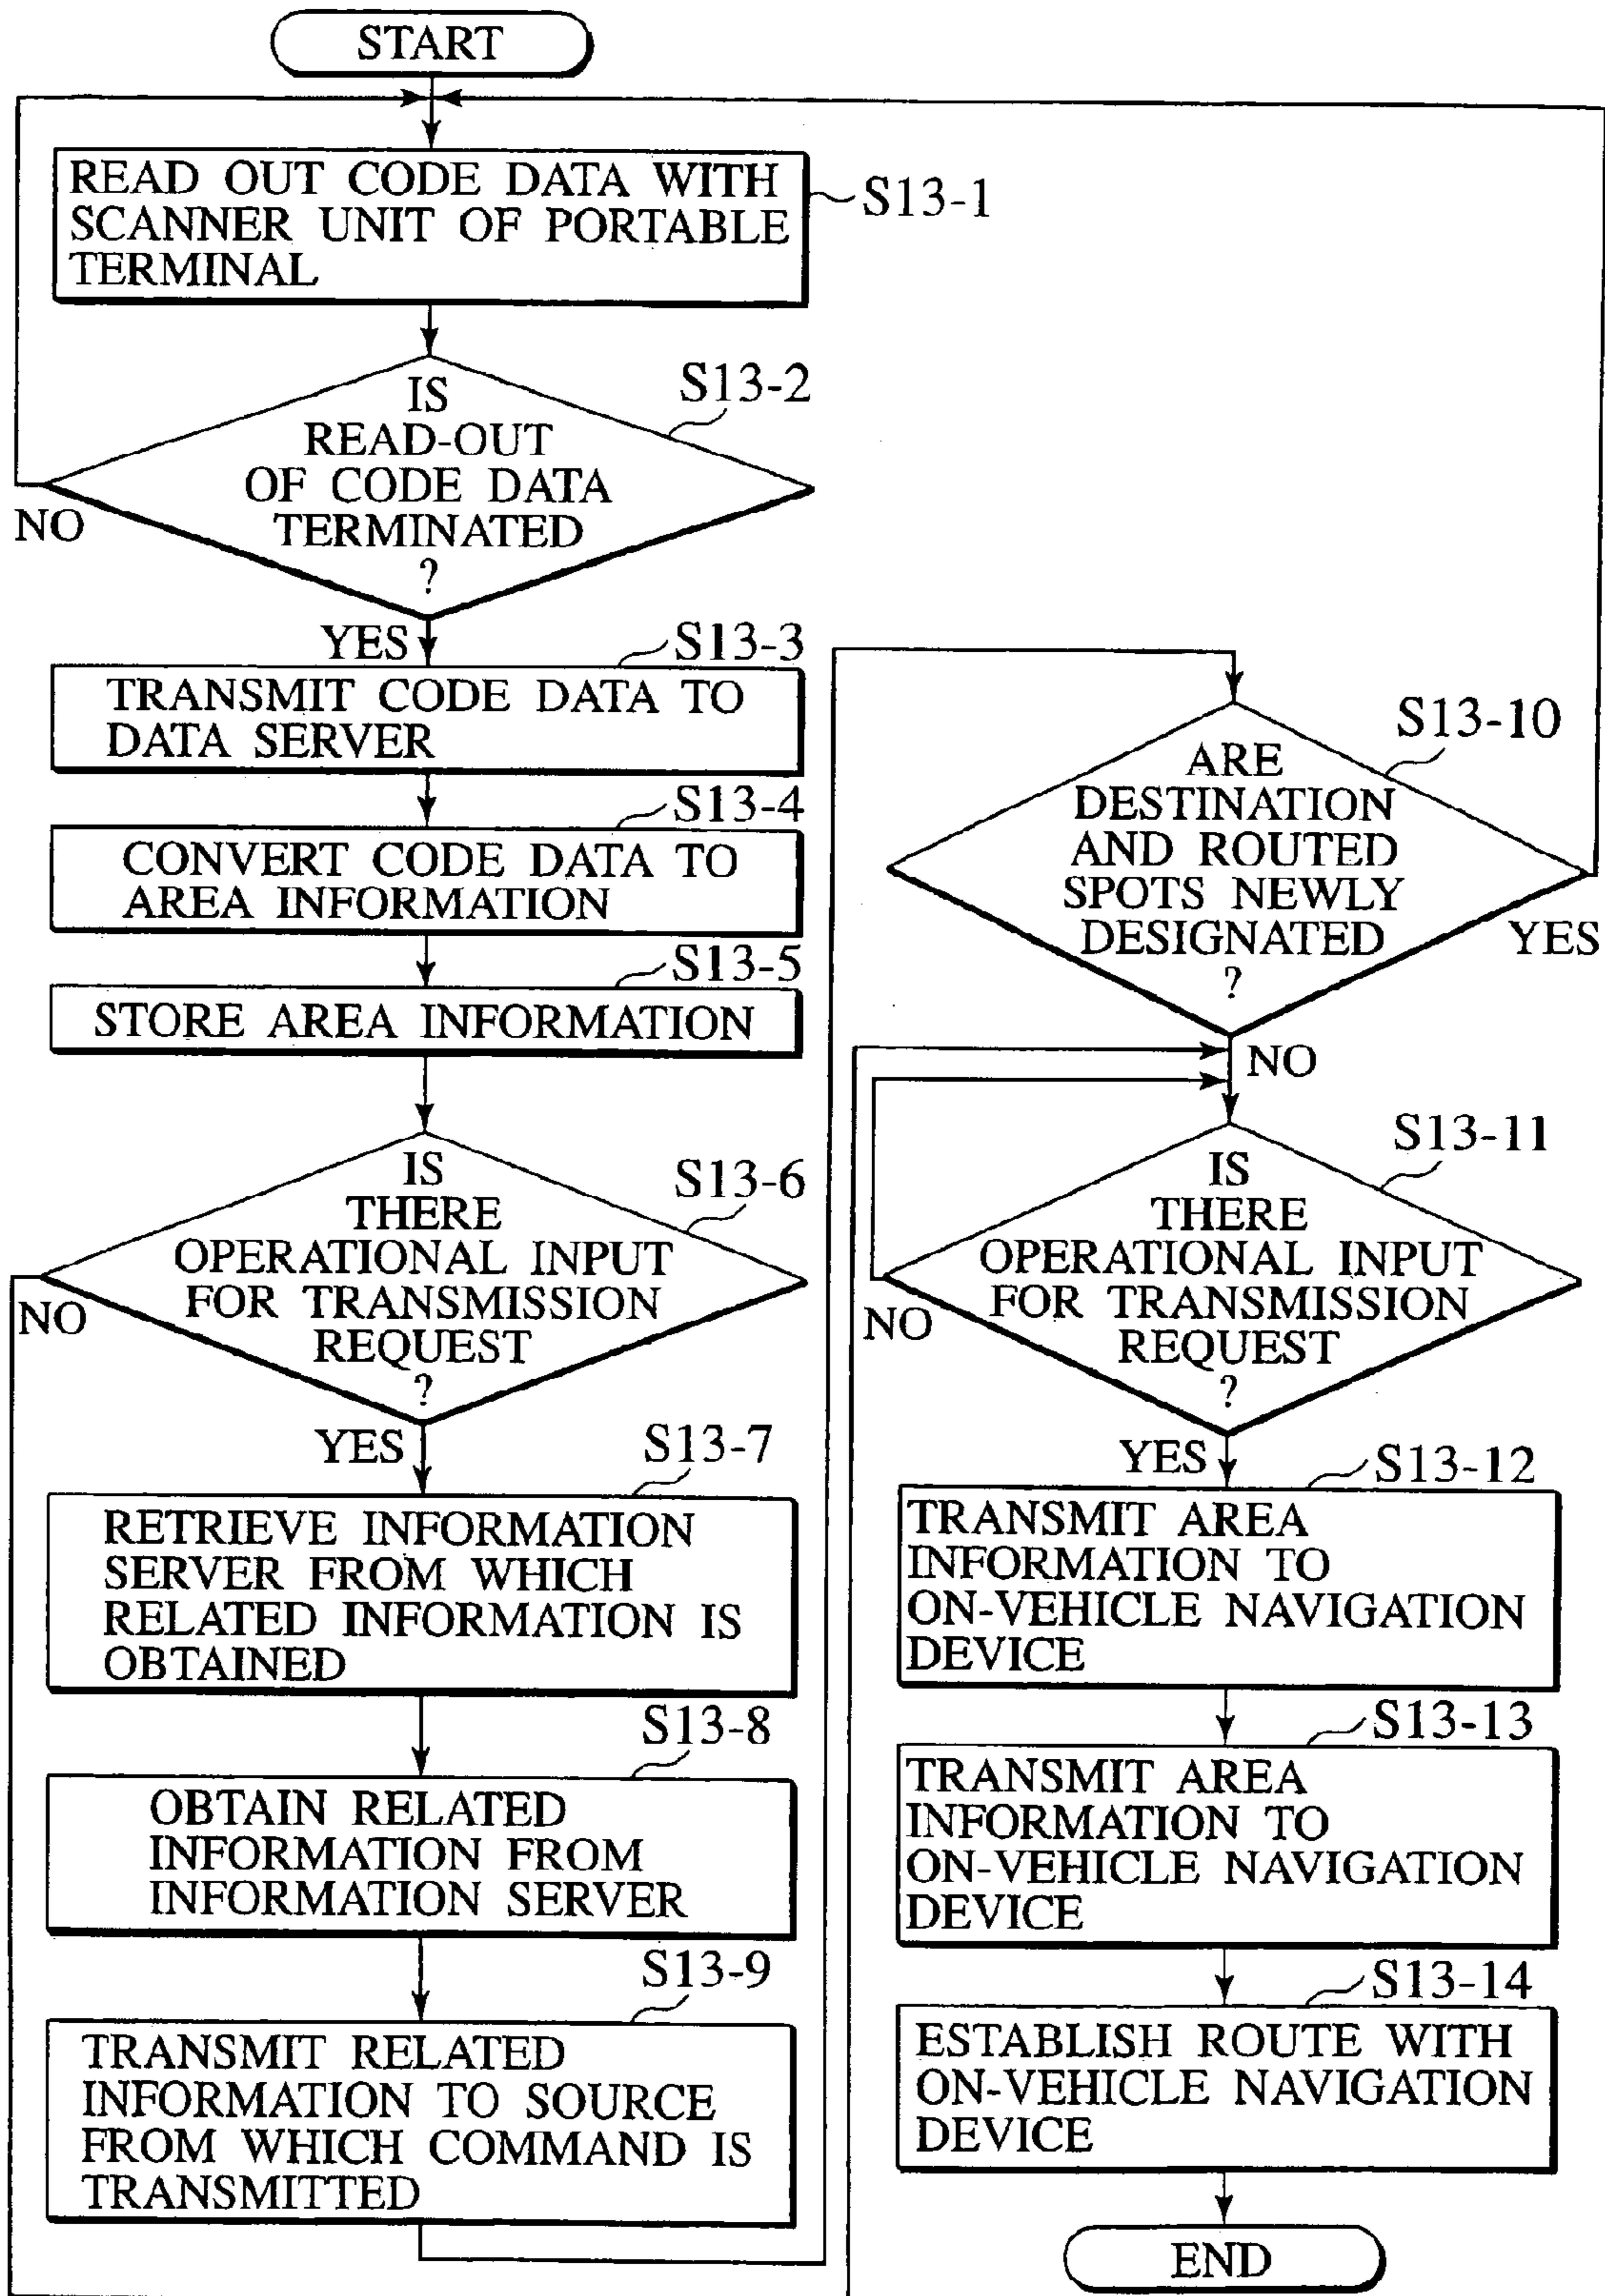 START
READ OUT CODE DATA WITH
SCANNER UNIT OF PORTABLE
TERMINAL
S13-1
IS
READ-OUT
OF CODE DATA
TERMINATED
?
S13-2
NO
YES
S13-3
TRANSMIT CODE DATA TO
DATA SERVER
S13-4
CONVERT CODE DATA TO
AREA INFORMATION
S13-5
STORE AREA INFORMATION
S13-6
IS
THERE
OPERATIONAL INPUT
FOR TRANSMISSION
REQUEST
?
NO
YES
S13-7
RETRIEVE INFORMATION
SERVER FROM WHICH
RELATED INFORMATION IS
OBTAINED
S13-8
OBTAIN RELATED
INFORMATION FROM
INFORMATION SERVER
S13-9
TRANSMIT RELATED
INFORMATION TO SOURCE
FROM WHICH COMMAND IS
TRANSMITTED
S13-10
ARE
DESTINATION
AND ROUTED
SPOTS NEWLY
DESIGNATED
?
YES
NO
S13-11
IS
THERE
OPERATIONAL INPUT
FOR TRANSMISSION
REQUEST
?
NO
YES
S13-12
TRANSMIT AREA
INFORMATION TO
ON-VEHICLE NAVIGATION
DEVICE
S13-13
TRANSMIT AREA
INFORMATION TO
ON-VEHICLE NAVIGATION
DEVICE
S13-14
ESTABLISH ROUTE WITH
ON-VEHICLE NAVIGATION
DEVICE
END